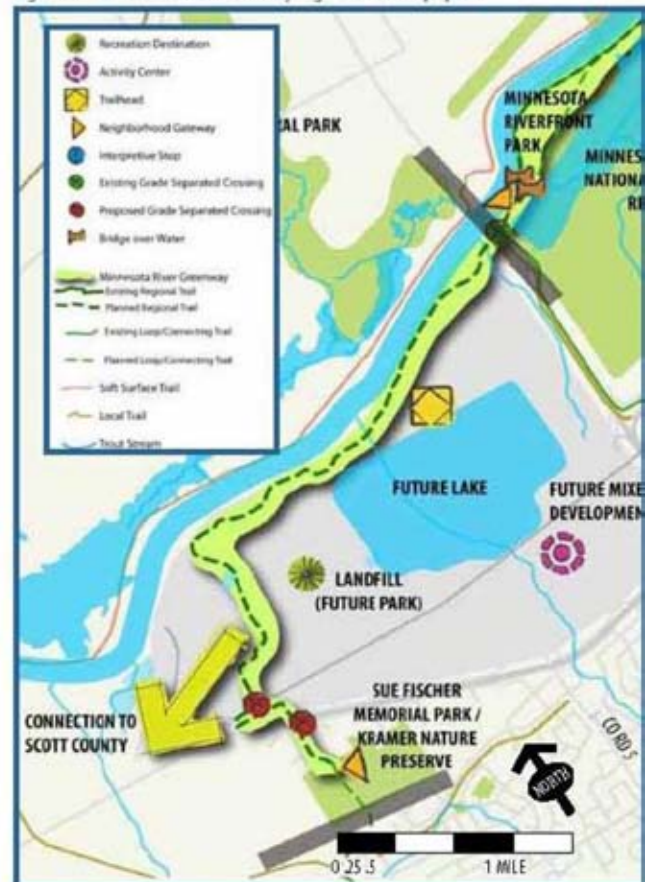 Recreation Destination
Activity Center
Trailhead
Neighborhood Gateway
Interpretive Stop
Existing Grade Separated Crossing
Proposed Grade Separated Crossing
Bridge over Water
Minnesota River Greenway
Existing Regional Trail
Planned Regional Trail
Existing Loop/Connecting Trail
Planned Loop/Connecting Trail
Soft Surface Trail
Local Trail
Trout Stream
RAL PARK
MINNESOTA
RIVERFRONT
PARK
MINNES
NATIONA
RE
FUTURE LAKE
FUTURE MIXE
DEVELOPMEN
LANDFILL
(FUTURE PARK)
CONNECTION TO
SCOTT COUNTY
SUE FISCHER
MEMORIAL PARK /
KRAMER NATURE
PRESERVE
CO RD 5
NORTH
0.25.5 1 MILE